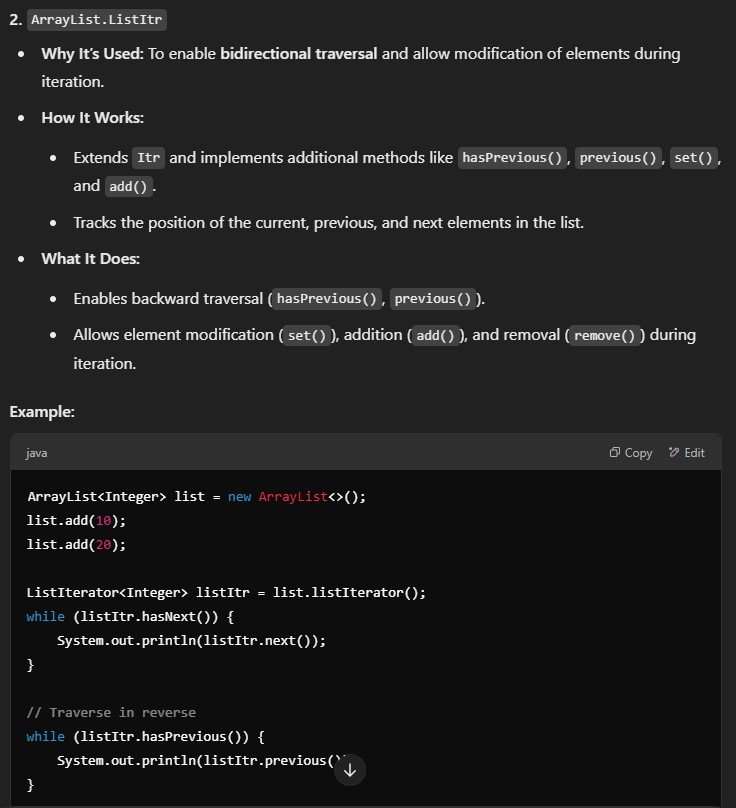 2. ArrayList.ListItr
• Why It’s Used: To enable bidirectional traversal and allow modification of elements during
iteration.
• How It Works:
• Extends Itr and implements additional methods like hasPrevious(), previous(), set(),
and add().
• Tracks the position of the current, previous, and next elements in the list.
• What It Does:
• Enables backward traversal (hasPrevious(), previous()).
• Allows element modification (set()), addition (add()), and removal (remove()) during
iteration.
Example:
java Copy Edit
ArrayList<Integer> list = new ArrayList<>();
list.add(10);
list.add(20);
ListIterator<Integer> listItr = list.listIterator();
while (listItr.hasNext()) {
    System.out.println(listItr.next());
}
// Traverse in reverse
while (listItr.hasPrevious()) {
    System.out.println(listItr.previous()
}